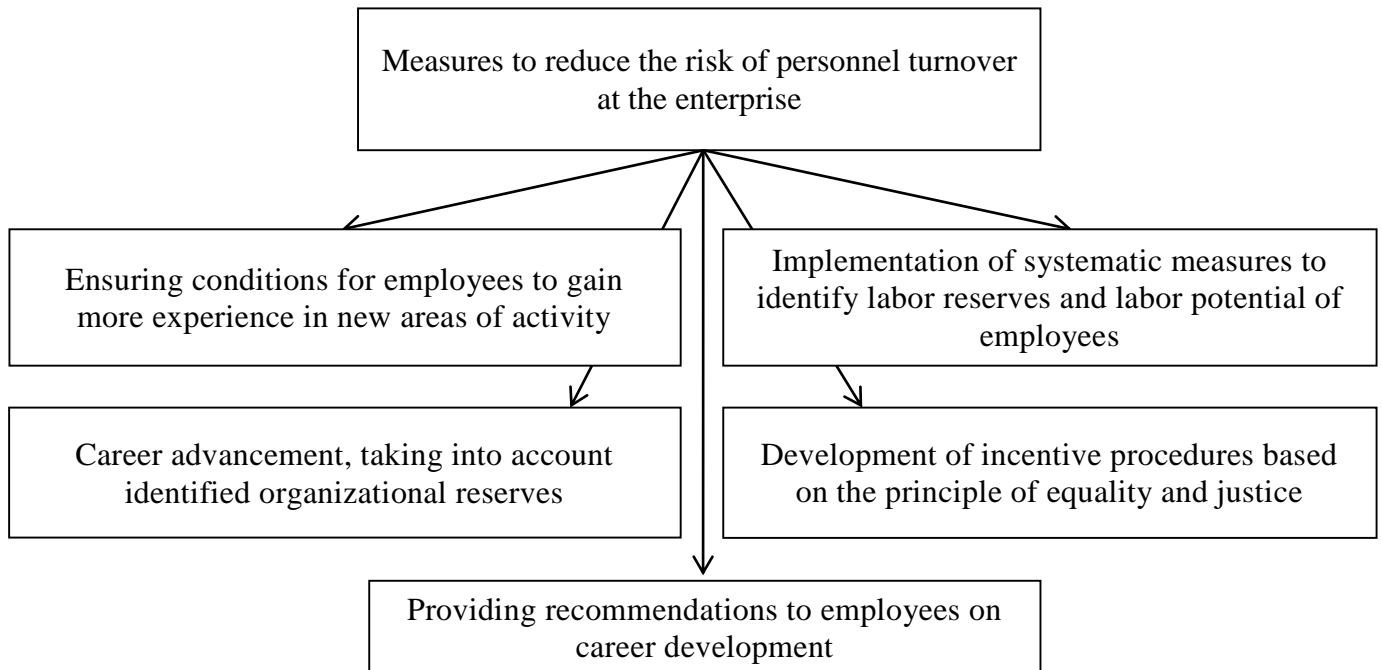 Measures to reduce the risk of personnel turnover
at the enterprise
Ensuring conditions for employees to gain
more experience in new areas of activity
Implementation of systematic measures to
identify labor reserves and labor potential of
employees
Career advancement, taking into account
identified organizational reserves
Development of incentive procedures based
on the principle of equality and justice
Providing recommendations to employees on
career development